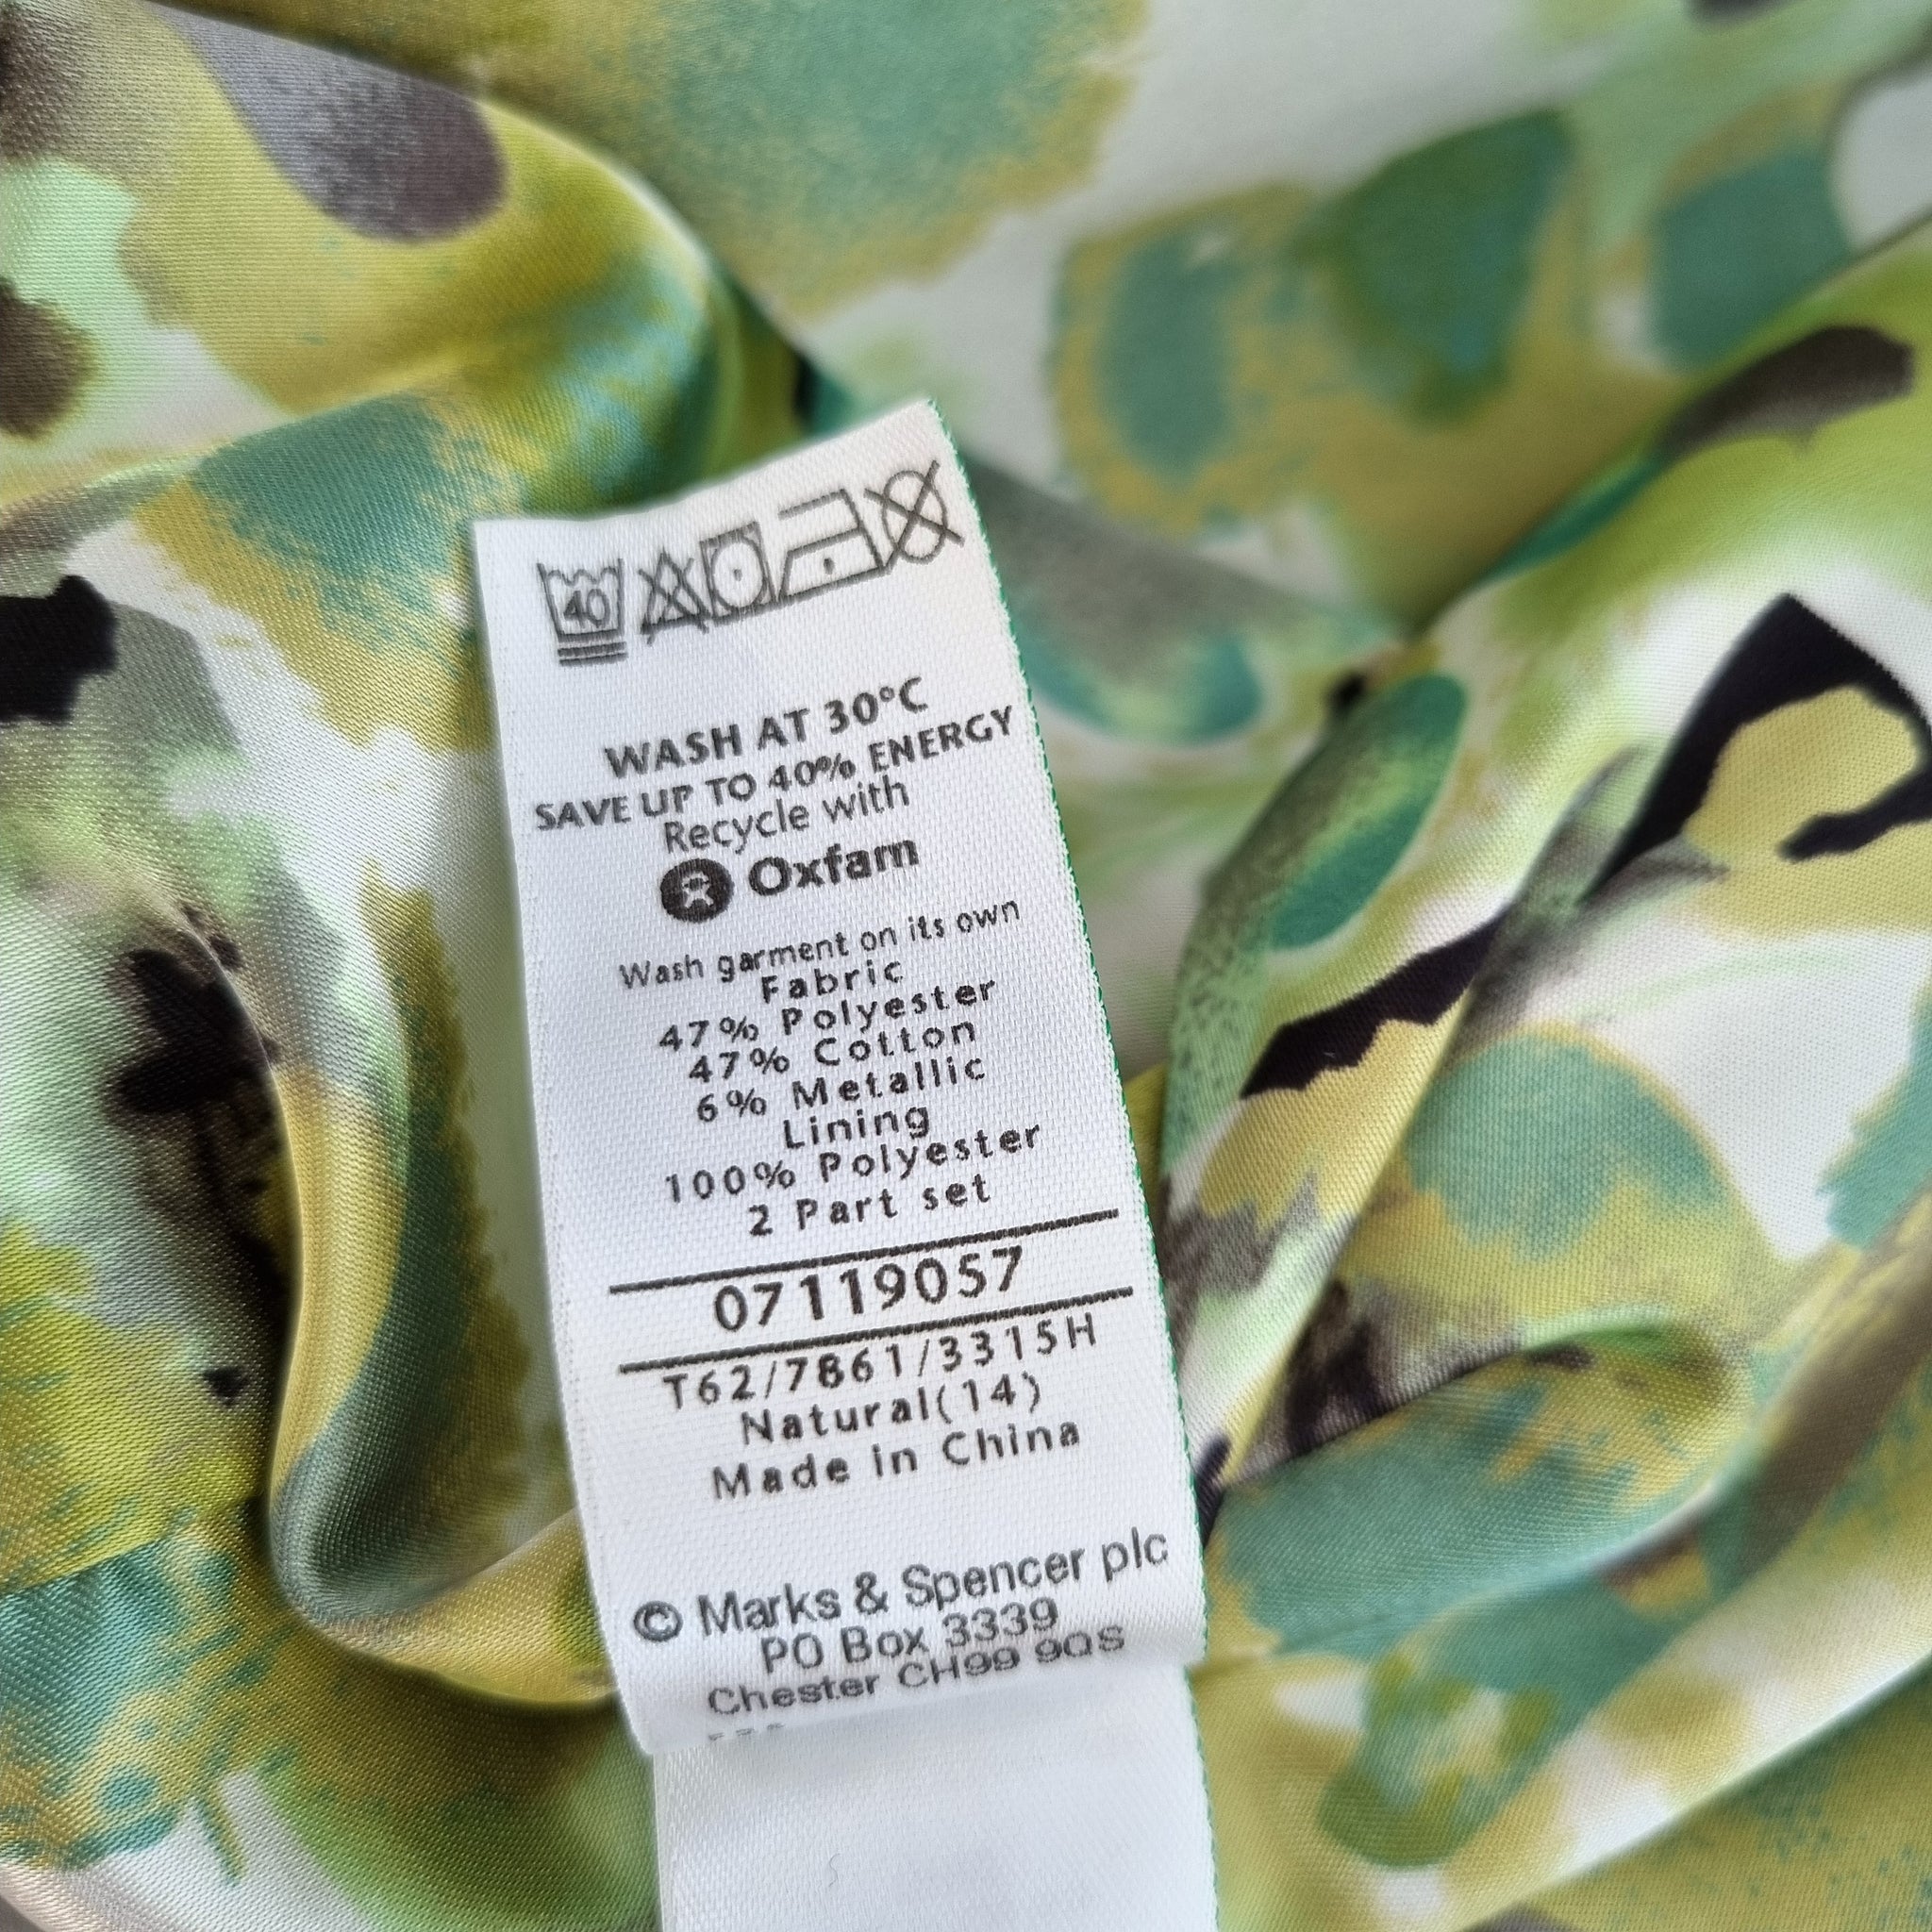 40
WASH AT 30°C
SAVE UP TO 40% ENERGY
Recycle with
Oxfam
Wash garment on its own
Fabric
47% Polyester
47% Cotton
6% Metallic
Lining
100% Polyester
2 Part set
07119057
T62/7861/3315H
Natural(14)
Made in China
© Marks & Spencer plc
PO Box 3339
Chester CH99 9QS